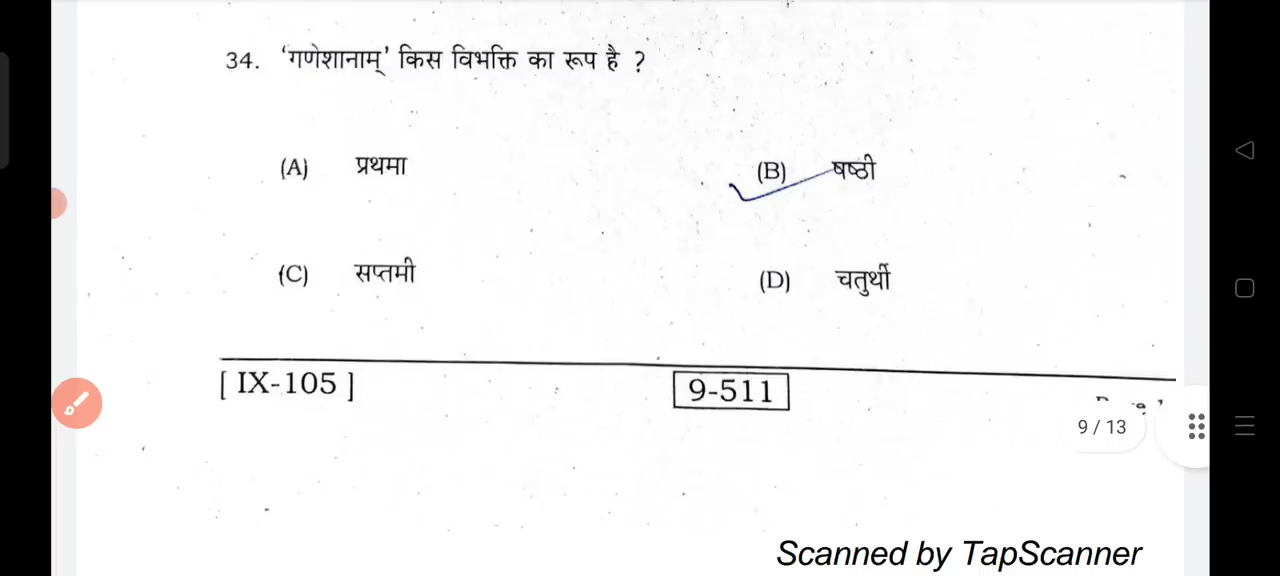 34. 'गणेशानाम्' किस विभक्ति का रूप है ?
(A) प्रथमा
(B) षष्ठी
(C) सप्तमी
(D) चतुर्थी
[ IX-105 ]
9-511
9 / 13
Scanned by TapScanner